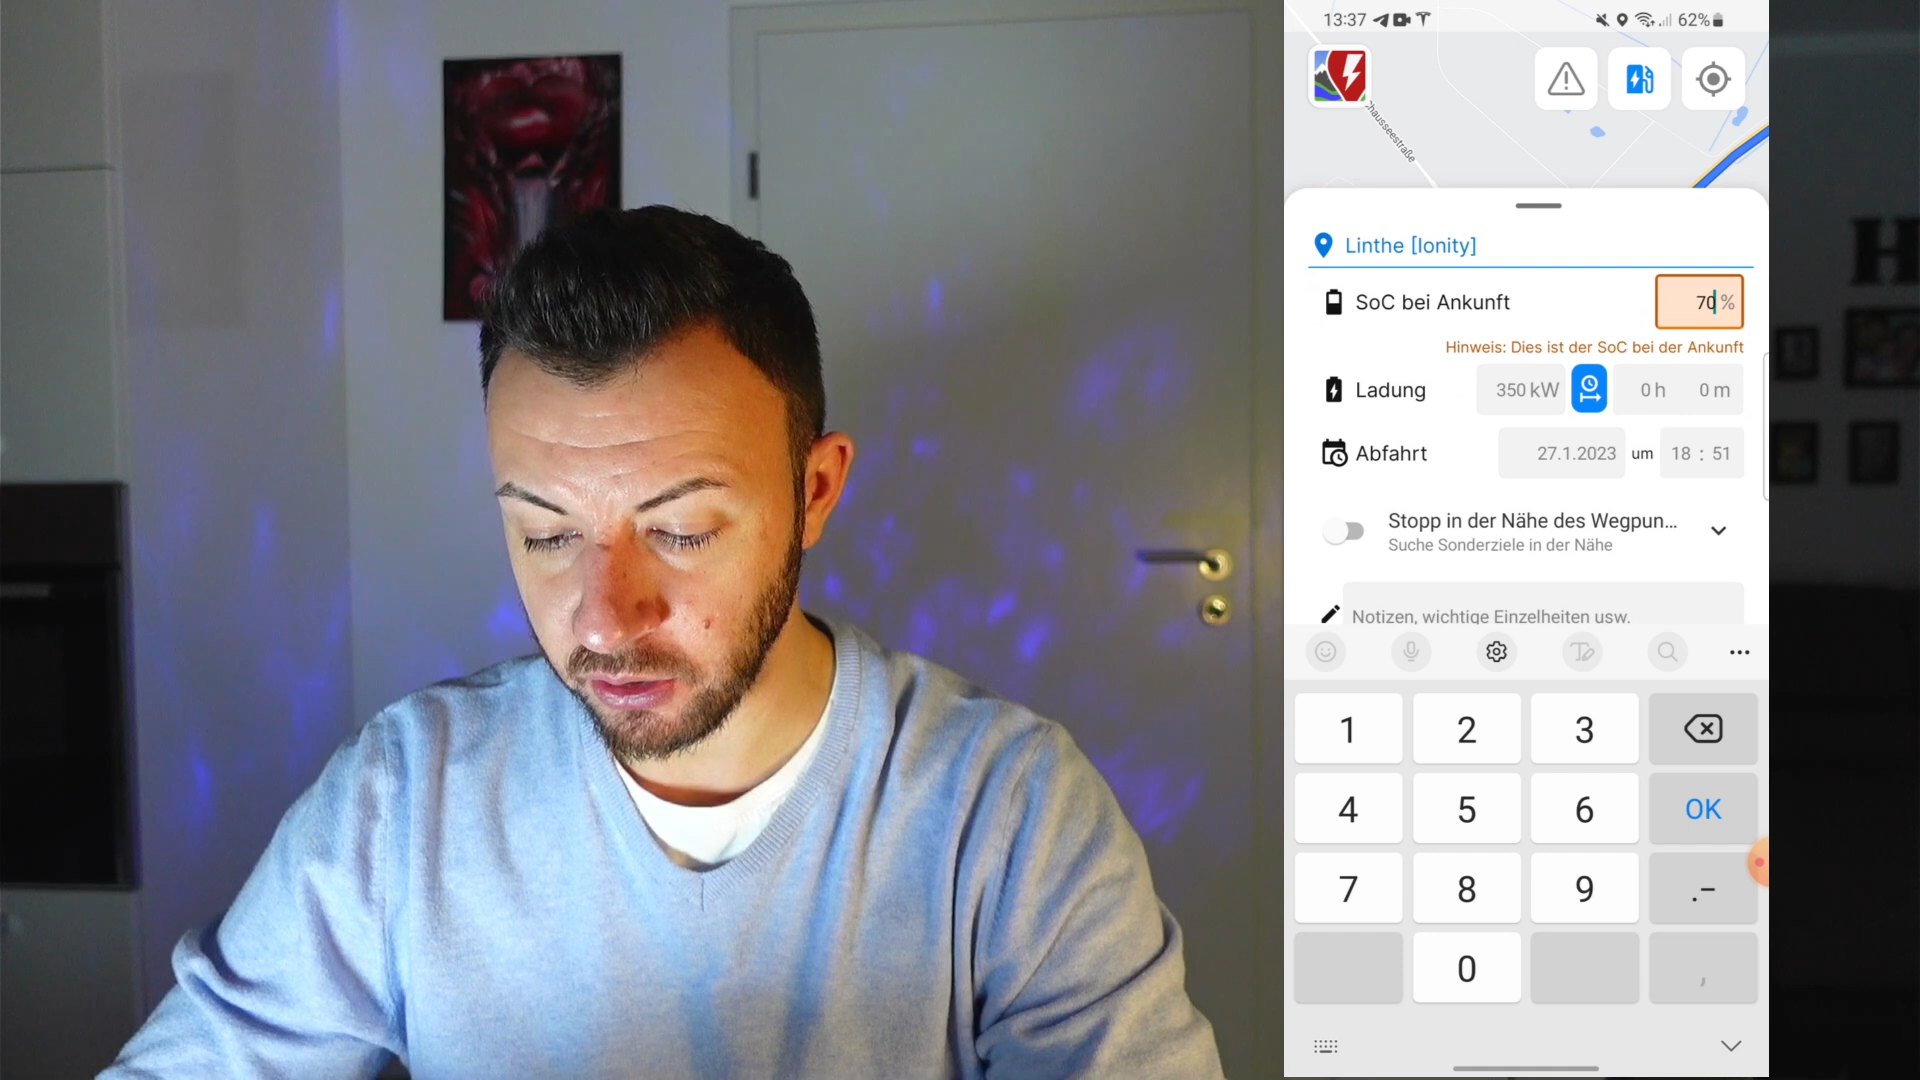 13:37
62%
Chausseestraße
Linthe [Ionity]
SoC bei Ankunft
70 %
Hinweis: Dies ist der SoC bei der Ankunft
Ladung
350 kW
0 h
0 m
Abfahrt
27.1.2023
um
18 : 51
Stopp in der Nähe des Wegpun...
Suche Sonderziele in der Nähe
Notizen, wichtige Einzelheiten usw.
1 2 3
4 5 6 OK
7 8 9 .-
0 ,
H